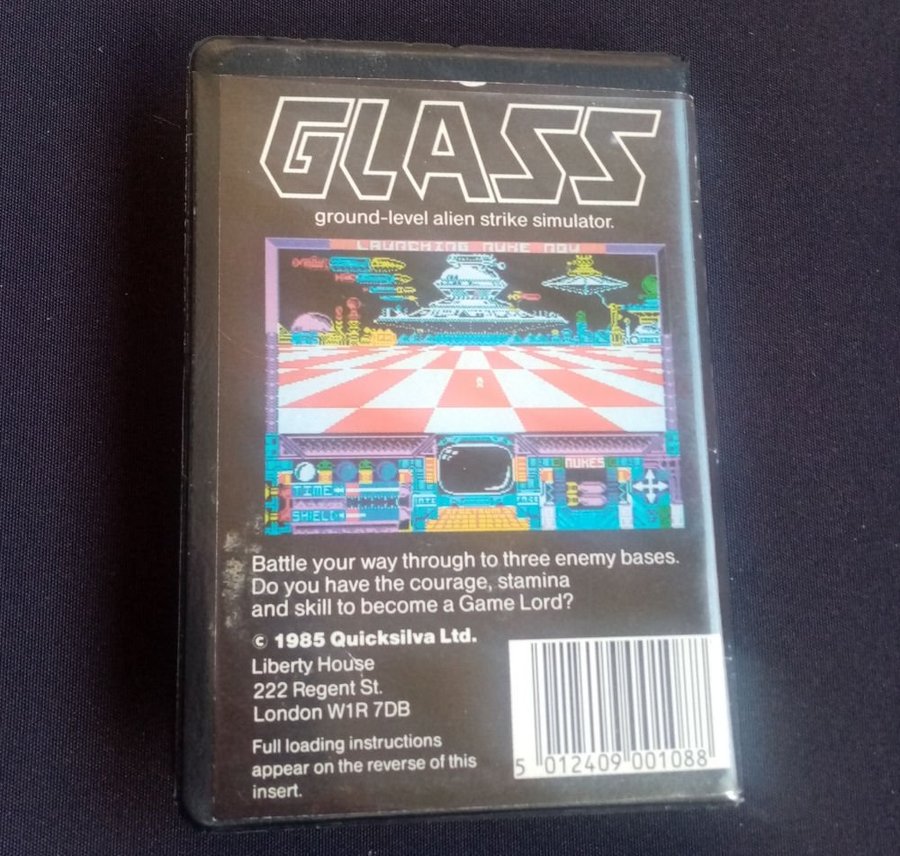 GLASS
ground-level alien strike simulator.
LAUNCHING NUKE NOW
NUKES
TIME
SHIELD
SPECTRUM
Battle your way through to three enemy bases.
Do you have the courage, stamina
and skill to become a Game Lord?
© 1985 Quicksilva Ltd.
Liberty House
222 Regent St.
London W1R 7DB
Full loading instructions
appear on the reverse of this
insert.
5 012409 001088